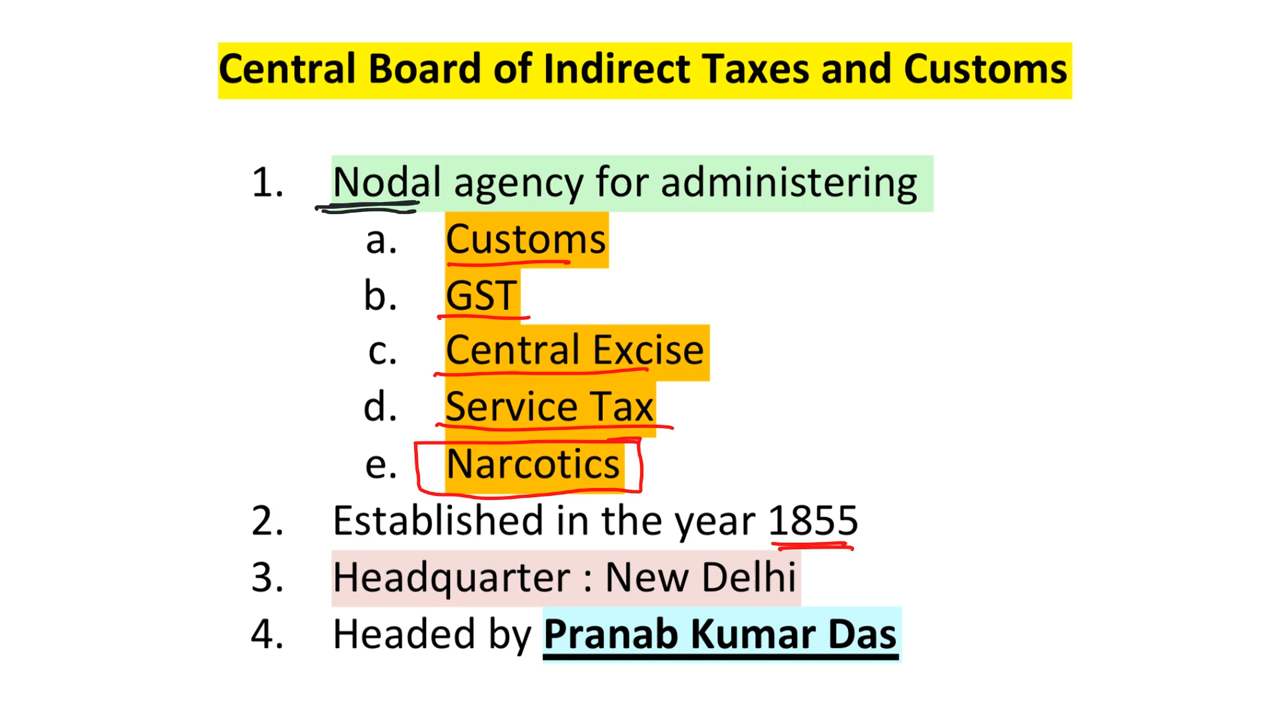 Central Board of Indirect Taxes and Customs
1. Nodal agency for administering
a. Customs
b. GST
c. Central Excise
d. Service Tax
e. Narcotics
2. Established in the year 1855
3. Headquarter : New Delhi
4. Headed by Pranab Kumar Das